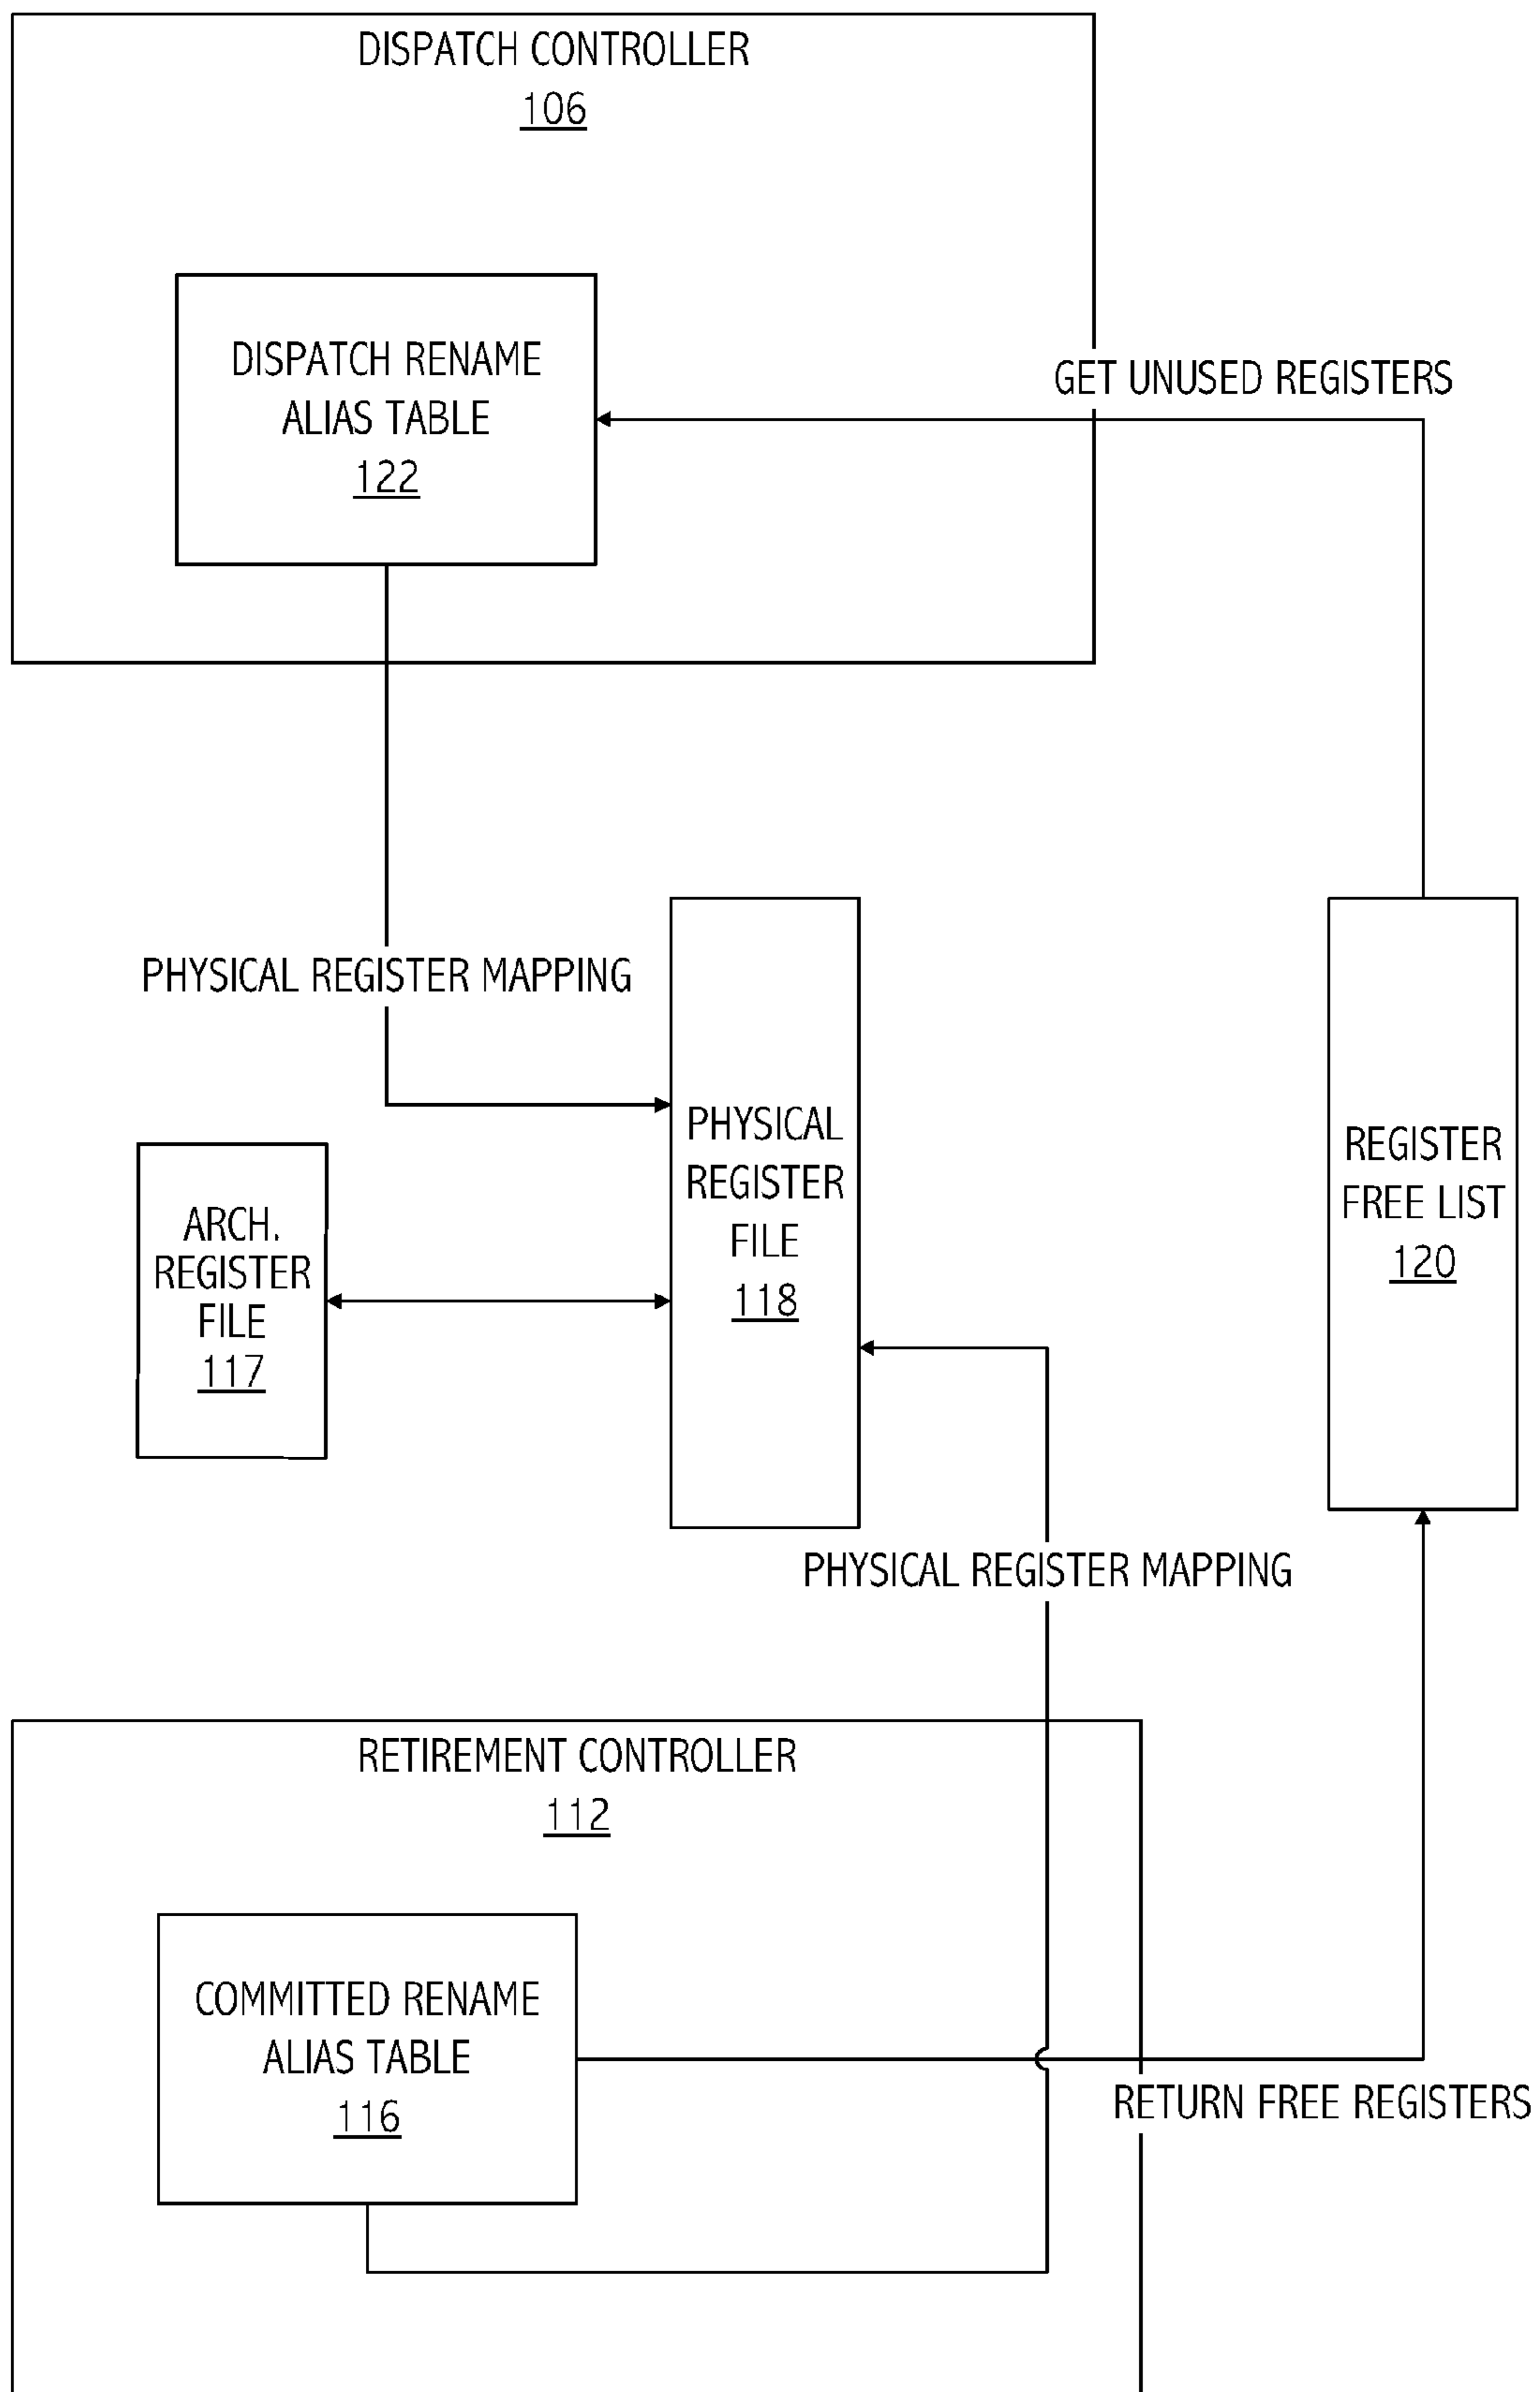 DISPATCH CONTROLLER
106
DISPATCH RENAME
ALIAS TABLE
122
GET UNUSED REGISTERS
PHYSICAL REGISTER MAPPING
PHYSICAL
REGISTER
FILE
118
ARCH.
REGISTER
FILE
117
REGISTER
FREE LIST
120
PHYSICAL REGISTER MAPPING
RETIREMENT CONTROLLER
112
COMMITTED RENAME
ALIAS TABLE
116
RETURN FREE REGISTERS